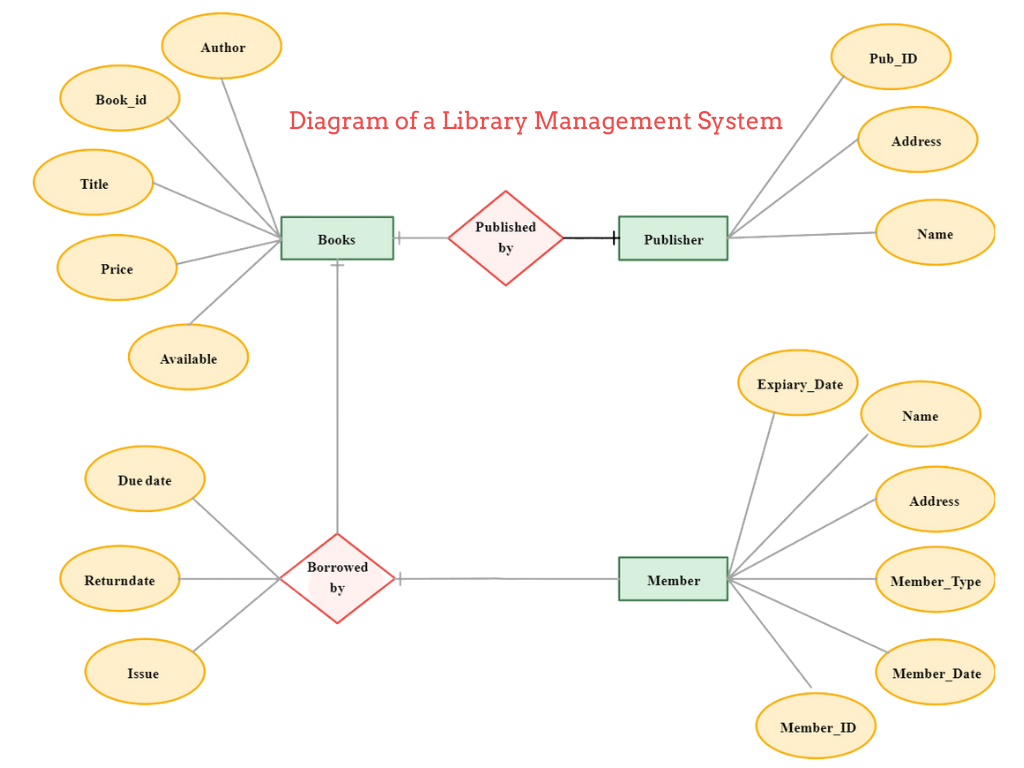 Author
Pub_ID
Book_id
Diagram of a Library Management System
Address
Title
Published
by
Books
Publisher
Name
Price
Available
Expiary_Date
Name
Due date
Address
Borrowed
by
Returndate
Member
Member_Type
Issue
Member_Date
Member_ID